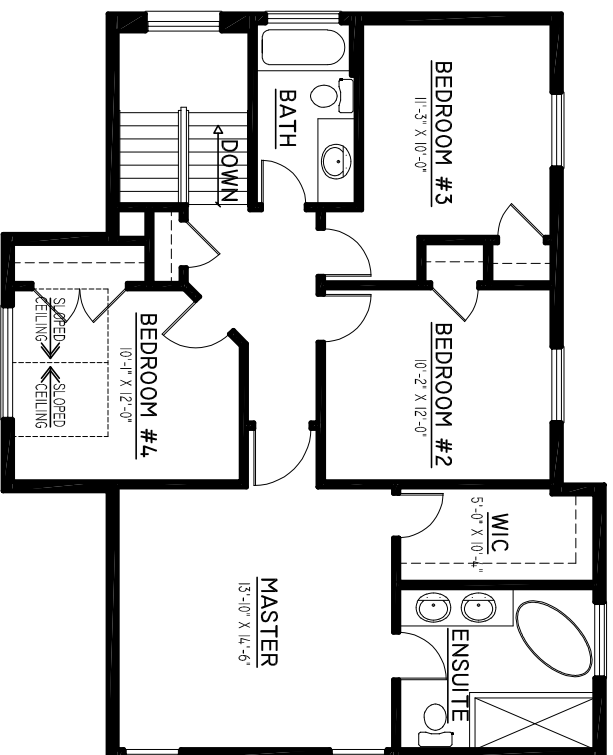 BEDROOM #3
11'-3" X 10'-0"
BATH
DOWN
BEDROOM #2
10'-2" X 12'-0"
BEDROOM #4
10'-1" X 12'-0"
SLOPED
CEILING
SLOPED
CEILING
WIC
5'-0" X 10'-4"
MASTER
13'-10" X 14'-6"
ENSUITE